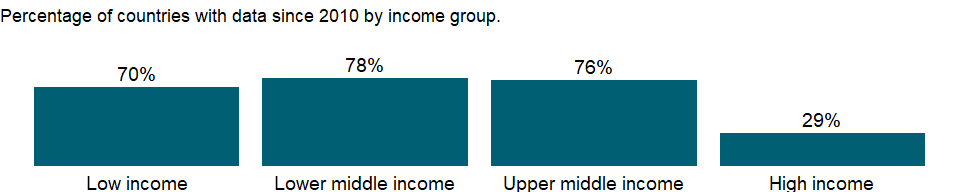 Percentage of countries with data since 2010 by income group.
70%
78%
76%
29%
Low income
Lower middle income
Upper middle income
High income